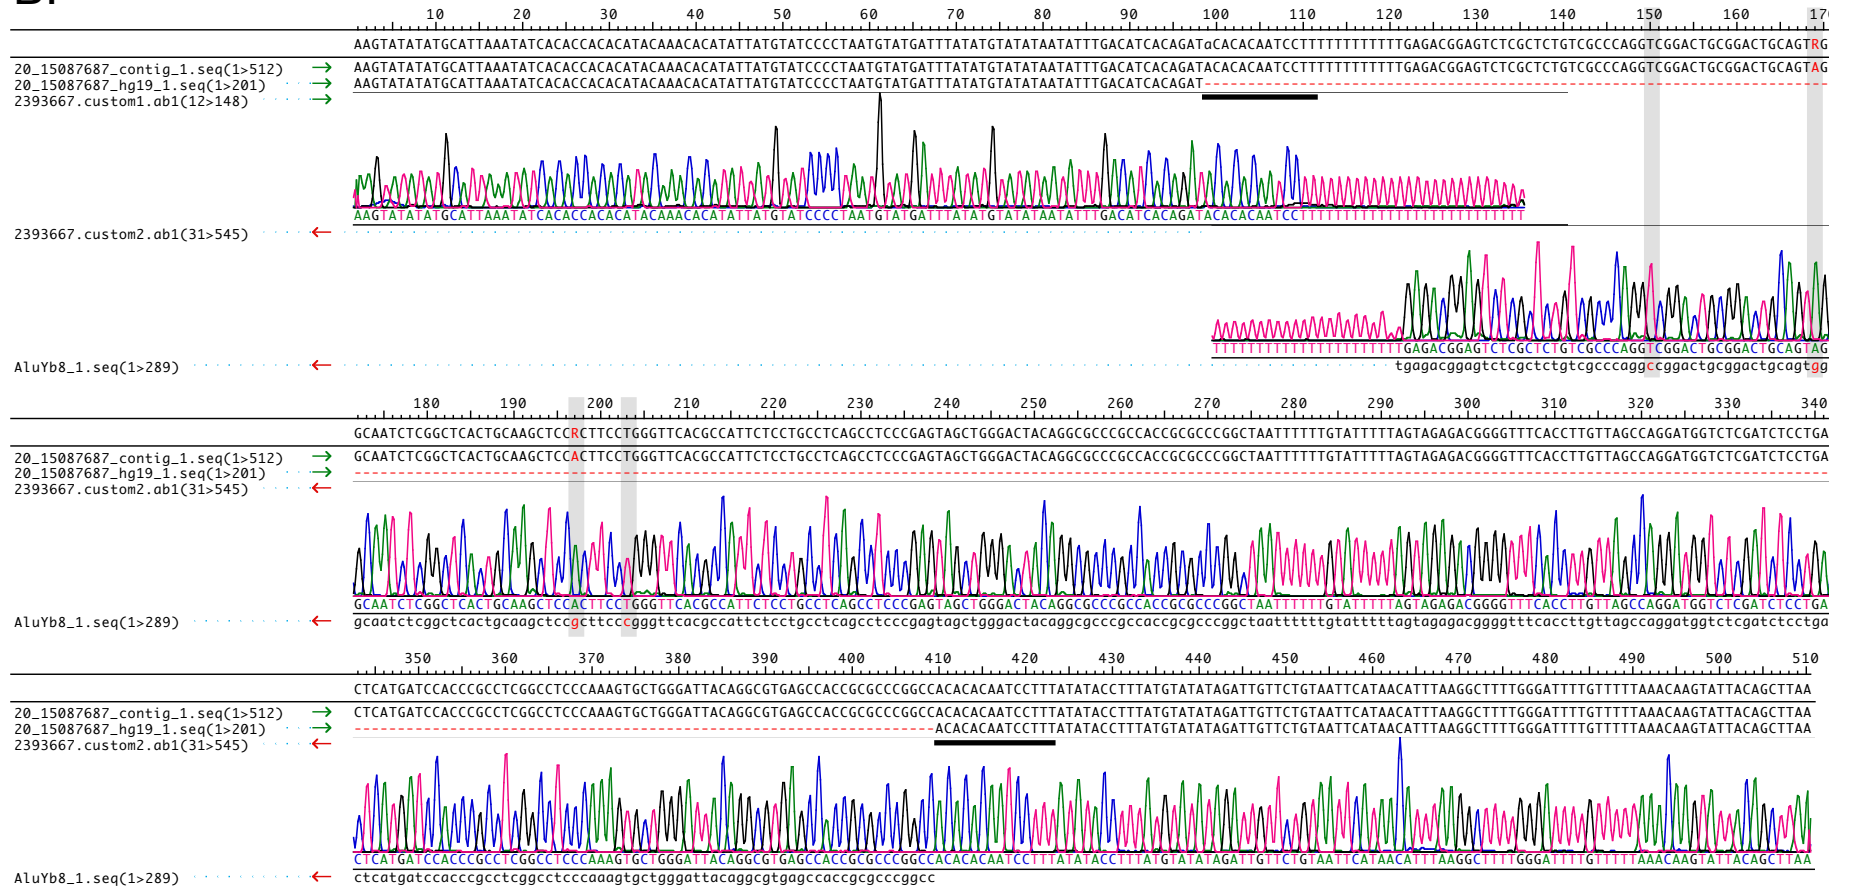 10 20 30 40 50 60 70 80 90 100 110 120 130 140 150 160 170
AAGTATATATGCATTAAATATCACACCACACATACAAACACATATTATGTATCCCCTAATGTATGATTTATATGTATATAATATTTGACATCACAGATaCACACAATCCTTTTTTTTTTTTTGAGACGGAGTCTCGCTCTGTCGCCCAGGTCGGACTGCGGACTGCAGTRG
20_15087687_contig_1.seq(1>512) → AAGTATATATGCATTAAATATCACACCACACATACAAACACATATTATGTATCCCCTAATGTATGATTTATATGTATATAATATTTGACATCACAGATACACACAATCCTTTTTTTTTTTTTGAGACGGAGTCTCGCTCTGTCGCCCAGGTCGGACTGCGGACTGCAGTAG
20_15087687_hg19_1.seq(1>201) → AAGTATATATGCATTAAATATCACACCACACATACAAACACATATTATGTATCCCCTAATGTATGATTTATATGTATATAATATTTGACATCACAGAT
2393667.custom1.ab1(12>148) →
AAGTATATATGCATTAAATATCACACCACACATACAAACACATATTATGTATCCCCTAATGTATGATTTATATGTATATAATATTTGACATCACAGATACACACAATCCTTTTTTTTTTTTTTTTTTTTTTTTTT
2393667.custom2.ab1(31>545) ←
TTTTTTTTTTTTTTTTTTTTTTGAGACGGAGTCTCGCTCTGTCGCCCAGGTCGGACTGCGGACTGCAGTAG
AluYb8_1.seq(1>289) ← tgagacggagtctcgctctgtcgcccaggccggactgcggactgcagtgg
180 190 200 210 220 230 240 250 260 270 280 290 300 310 320 330 340
GCAATCTCGGCTCACTGCAAGCTCCRCTTCCTGGGTTCACGCCATTCTCCTGCCTCAGCCTCCCGAGTAGCTGGGACTACAGGCGCCCGCCACCGCGCCCGGCTAATTTTTTGTATTTTTAGTAGAGACGGGGTTTCACCTTGTTAGCCAGGATGGTCTCGATCTCCTGA
20_15087687_contig_1.seq(1>512) → GCAATCTCGGCTCACTGCAAGCTCCACTTCCTGGGTTCACGCCATTCTCCTGCCTCAGCCTCCCGAGTAGCTGGGACTACAGGCGCCCGCCACCGCGCCCGGCTAATTTTTTGTATTTTTAGTAGAGACGGGGTTTCACCTTGTTAGCCAGGATGGTCTCGATCTCCTGA
20_15087687_hg19_1.seq(1>201) →
2393667.custom2.ab1(31>545) ←
GCAATCTCGGCTCACTGCAAGCTCCACTTCCTGGGTTCACGCCATTCTCCTGCCTCAGCCTCCCGAGTAGCTGGGACTACAGGCGCCCGCCACCGCGCCCGGCTAATTTTTTGTATTTTTAGTAGAGACGGGGTTTCACCTTGTTAGCCAGGATGGTCTCGATCTCCTGA
AluYb8_1.seq(1>289) ← gcaatctcggctcactgcaagctccgcttcccgggttcacgccattctcctgcctcagcctcccgagtagctgggactacaggcgcccgccaccgcgcccggctaattttttgtatttttagtagagacggggtttcaccttgttagccaggatggtctcgatctcctga
350 360 370 380 390 400 410 420 430 440 450 460 470 480 490 500 510
CTCATGATCCACCCGCCTCGGCCTCCCAAAGTGCTGGGATTACAGGCGTGAGCCACCGCGCCCGGCCACACACAATCCTTTATATACCTTTATGTATATAGATTGTTCTGTAATTCATAACATTTAAGGCTTTTGGGATTTTGTTTTTAAACAAGTATTACAGCTTAA
20_15087687_contig_1.seq(1>512) → CTCATGATCCACCCGCCTCGGCCTCCCAAAGTGCTGGGATTACAGGCGTGAGCCACCGCGCCCGGCCACACACAATCCTTTATATACCTTTATGTATATAGATTGTTCTGTAATTCATAACATTTAAGGCTTTTGGGATTTTGTTTTTAAACAAGTATTACAGCTTAA
20_15087687_hg19_1.seq(1>201) → ACACACAATCCTTTATATACCTTTATGTATATAGATTGTTCTGTAATTCATAACATTTAAGGCTTTTGGGATTTTGTTTTTAAACAAGTATTACAGCTTAA
2393667.custom2.ab1(31>545) ←
CTCATGATCCACCCGCCTCGGCCTCCCAAAGTGCTGGGATTACAGGCGTGAGCCACCGCGCCCGGCCACACACAATCCTTTATATACCTTTATGTATATAGATTGTTCTGTAATTCATAACATTTAAGGCTTTTGGGATTTTGTTTTTAAACAAGTATTACAGCTTAA
AluYb8_1.seq(1>289) ← ctcatgatccacccgcctcggcctcccaaagtgctgggattacaggcgtgagccaccgcgcccggcc